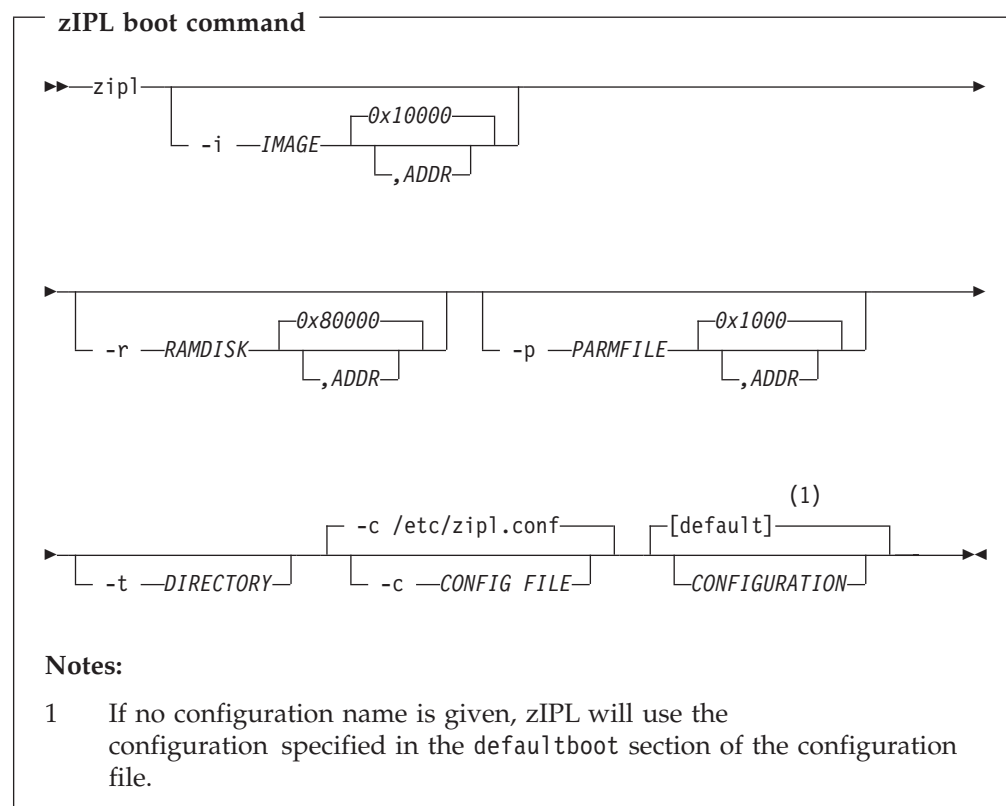 zIPL boot command
zipl
0x10000
-i IMAGE
,ADDR
0x80000 0x1000
-r RAMDISK -p PARMFILE
,ADDR ,ADDR
(1)
-c /etc/zipl.conf [default]
-t DIRECTORY -c CONFIG FILE CONFIGURATION
Notes:
1 If no configuration name is given, zIPL will use the
configuration specified in the defaultboot section of the configuration
file.